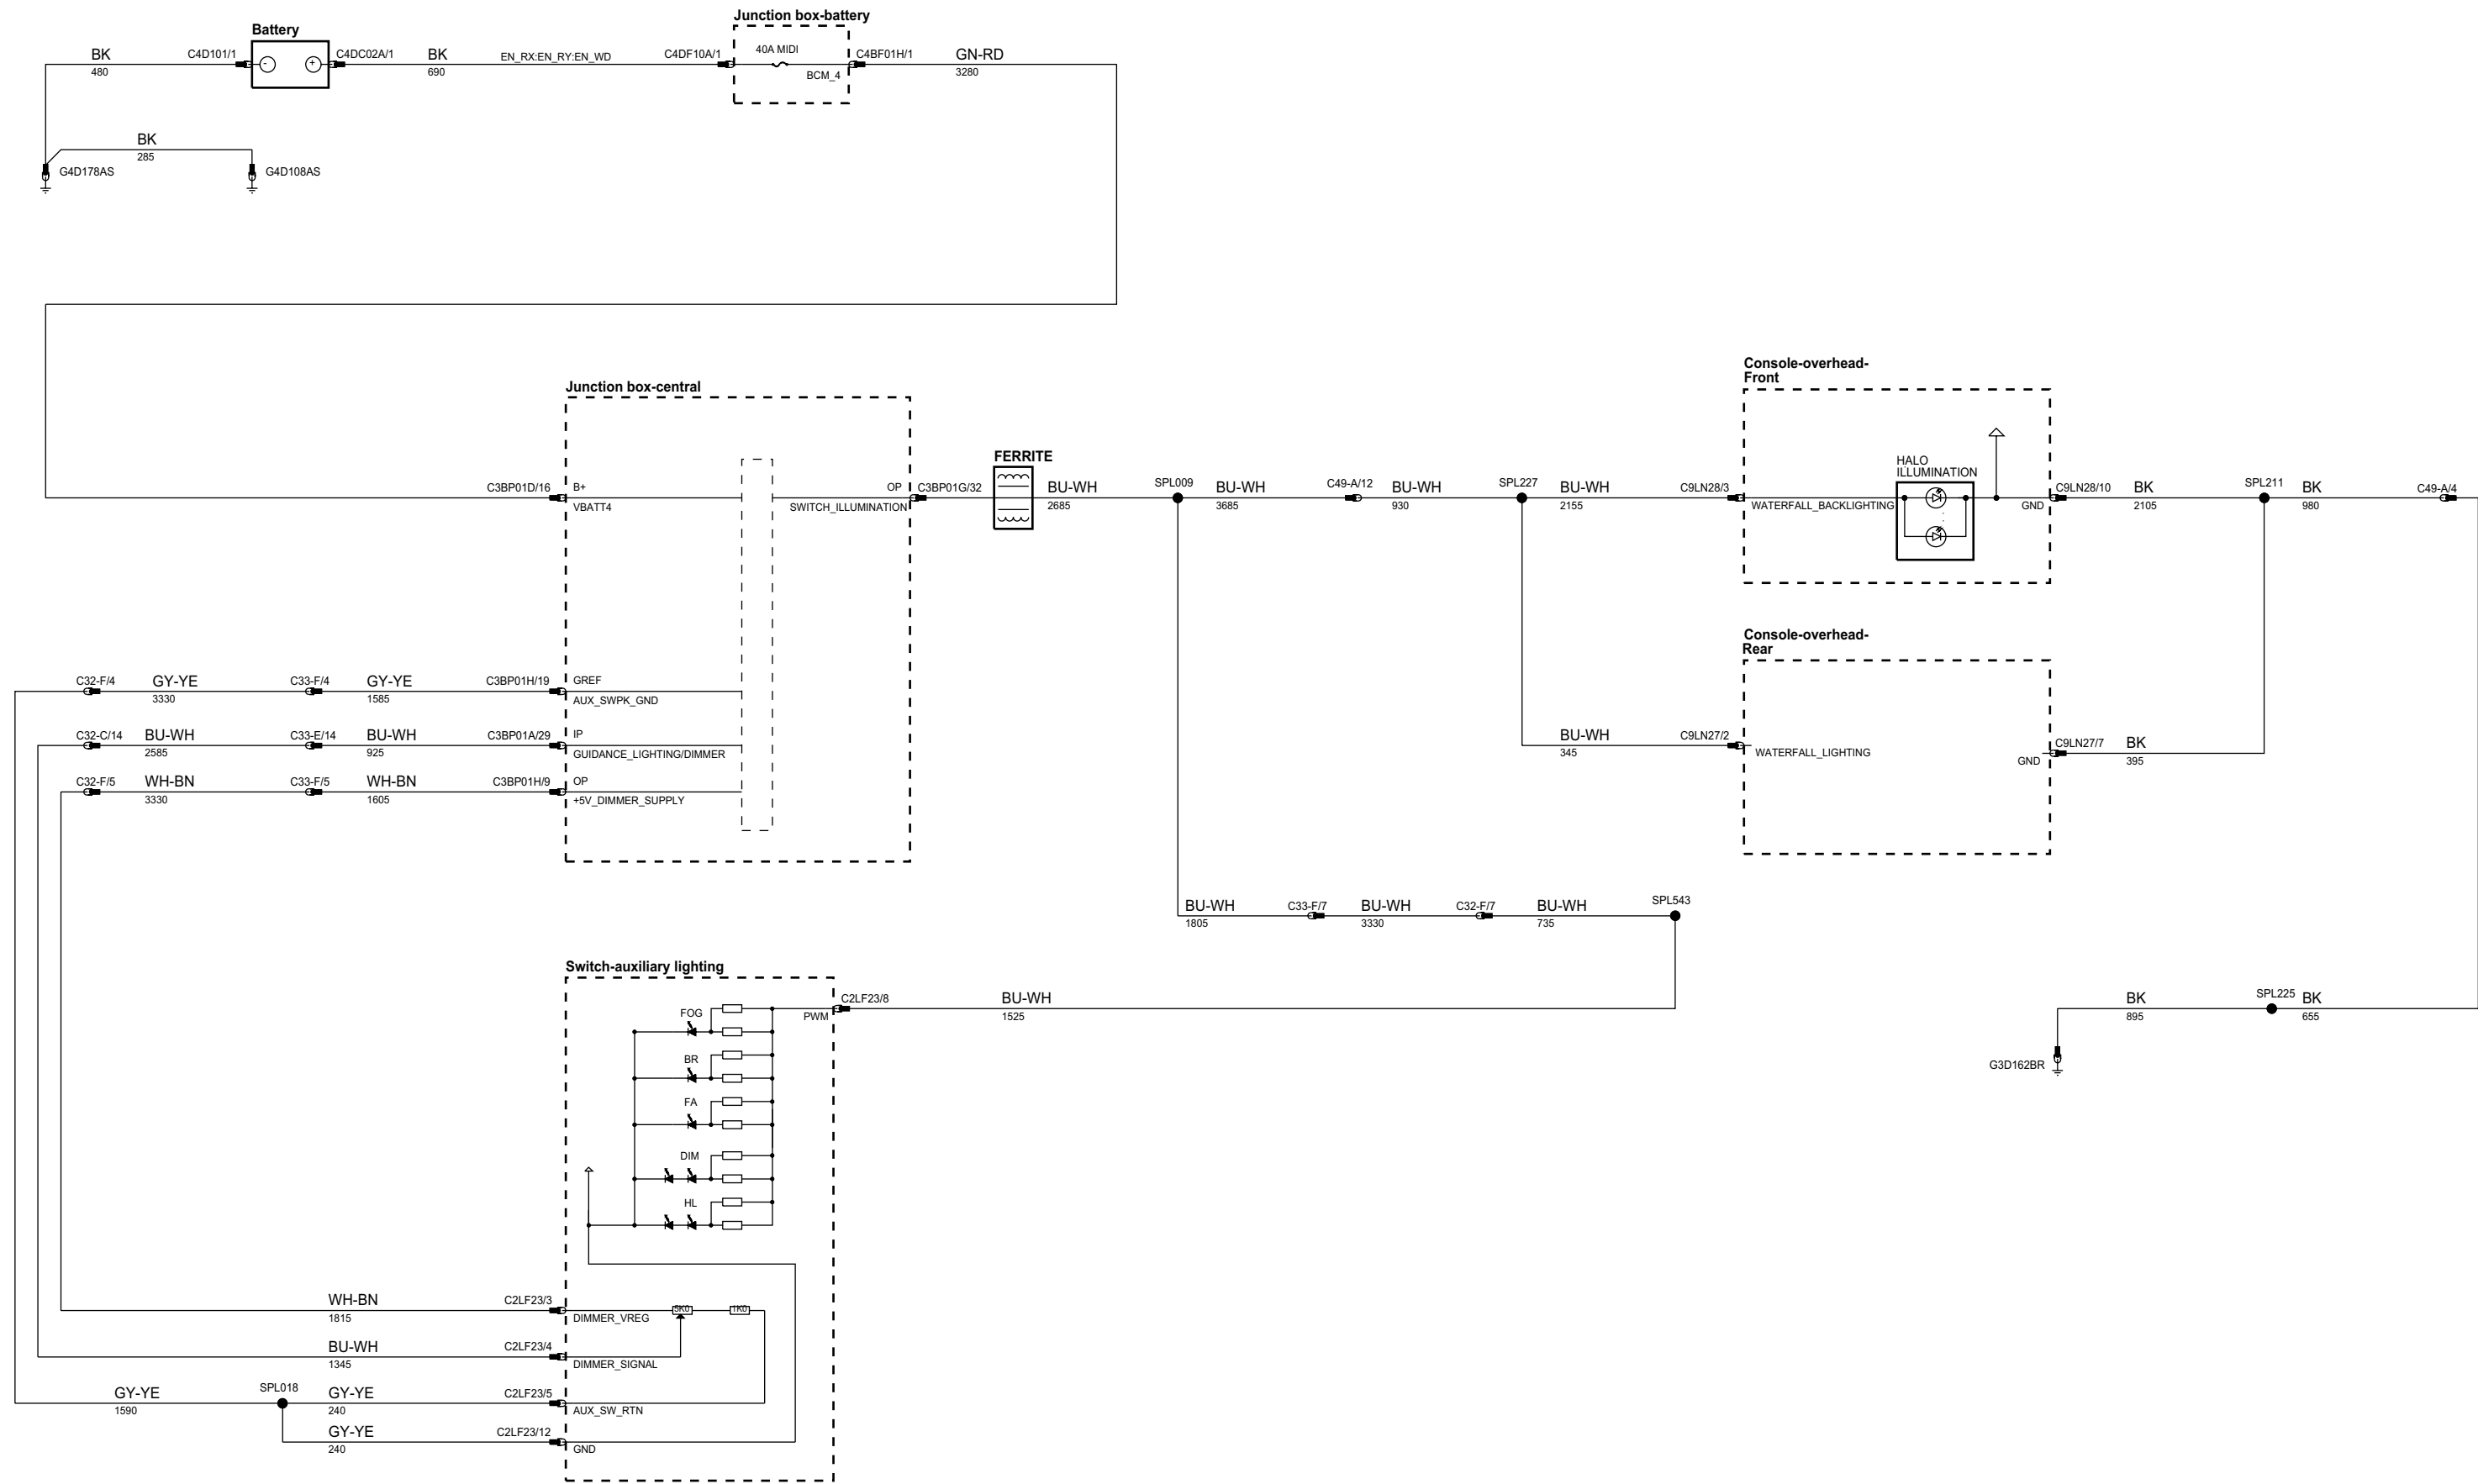 Junction box-battery
Battery
BK
480
C4D101/1
-
+
C4DC02A/1
BK
690
EN_RX:EN_RY:EN_WD
C4DF10A/1
40A MIDI
BCM_4
C4BF01H/1
GN-RD
3280
BK
285
G4D178AS
G4D108AS
Console-overhead-
Front
Junction box-central
FERRITE
C3BP01D/16
B+
VBATT4
OP
SWITCH_ILLUMINATION
C3BP01G/32
BU-WH
2685
SPL009
BU-WH
3685
C49-A/12
BU-WH
930
SPL227
BU-WH
2155
C9LN28/3
WATERFALL_BACKLIGHTING
HALO
ILLUMINATION
GND
C9LN28/10
BK
2105
SPL211
BK
980
C49-A/4
Console-overhead-
Rear
C32-F/4
GY-YE
3330
C33-F/4
GY-YE
1585
C3BP01H/19
GREF
AUX_SWPK_GND
C32-C/14
BU-WH
2585
C33-E/14
BU-WH
925
C3BP01A/29
IP
GUIDANCE_LIGHTING/DIMMER
BU-WH
345
C9LN27/2
WATERFALL_LIGHTING
GND
C9LN27/7
BK
395
C32-F/5
WH-BN
3330
C33-F/5
WH-BN
1605
C3BP01H/9
OP
+5V_DIMMER_SUPPLY
BU-WH
1805
C33-F/7
BU-WH
3330
C32-F/7
BU-WH
735
SPL543
Switch-auxiliary lighting
FOG
PWM
C2LF23/8
BU-WH
1525
BK
895
SPL225
BK
655
G3D162BR
BR
FA
DIM
HL
WH-BN
1815
C2LF23/3
DIMMER_VREG
5K0
1K0
BU-WH
1345
C2LF23/4
DIMMER_SIGNAL
GY-YE
1590
SPL018
GY-YE
240
C2LF23/5
AUX_SW_RTN
GY-YE
240
C2LF23/12
GND